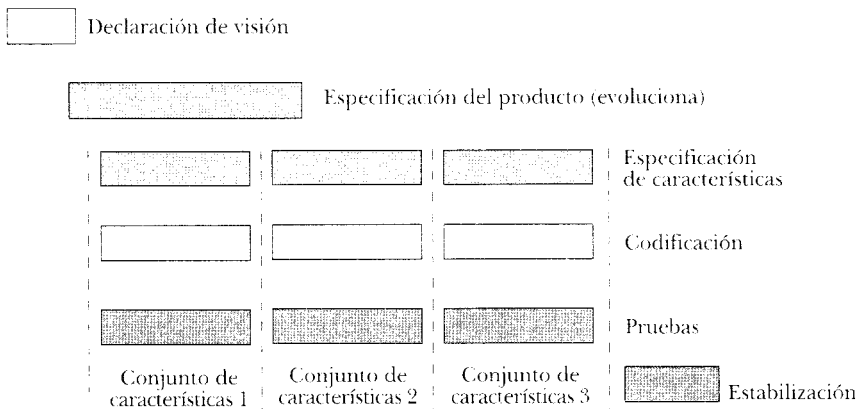 Declaración de visión
Especificación del producto (evoluciona)
Especificación
de características
Codificación
Pruebas
Conjunto de
características 1
Conjunto de
características 2
Conjunto de
características 3
Estabilización